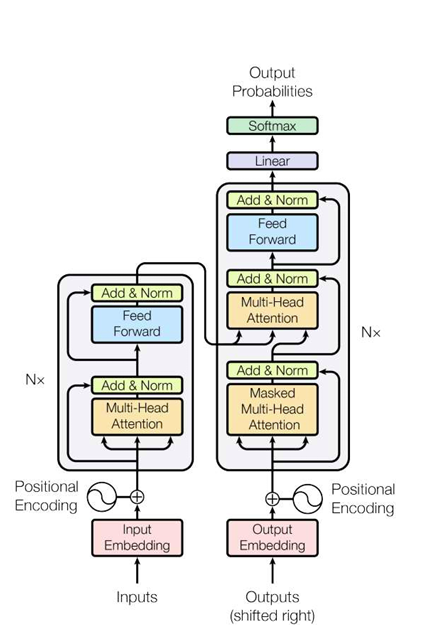 Output
Probabilities
Softmax
Linear
Add & Norm
Feed
Forward
Add & Norm
Multi-Head
Attention
Add & Norm
Masked
Multi-Head
Attention
Nx
Positional
Encoding
Output
Embedding
Outputs
(shifted right)
Add & Norm
Feed
Forward
Add & Norm
Multi-Head
Attention
Nx
Positional
Encoding
Input
Embedding
Inputs